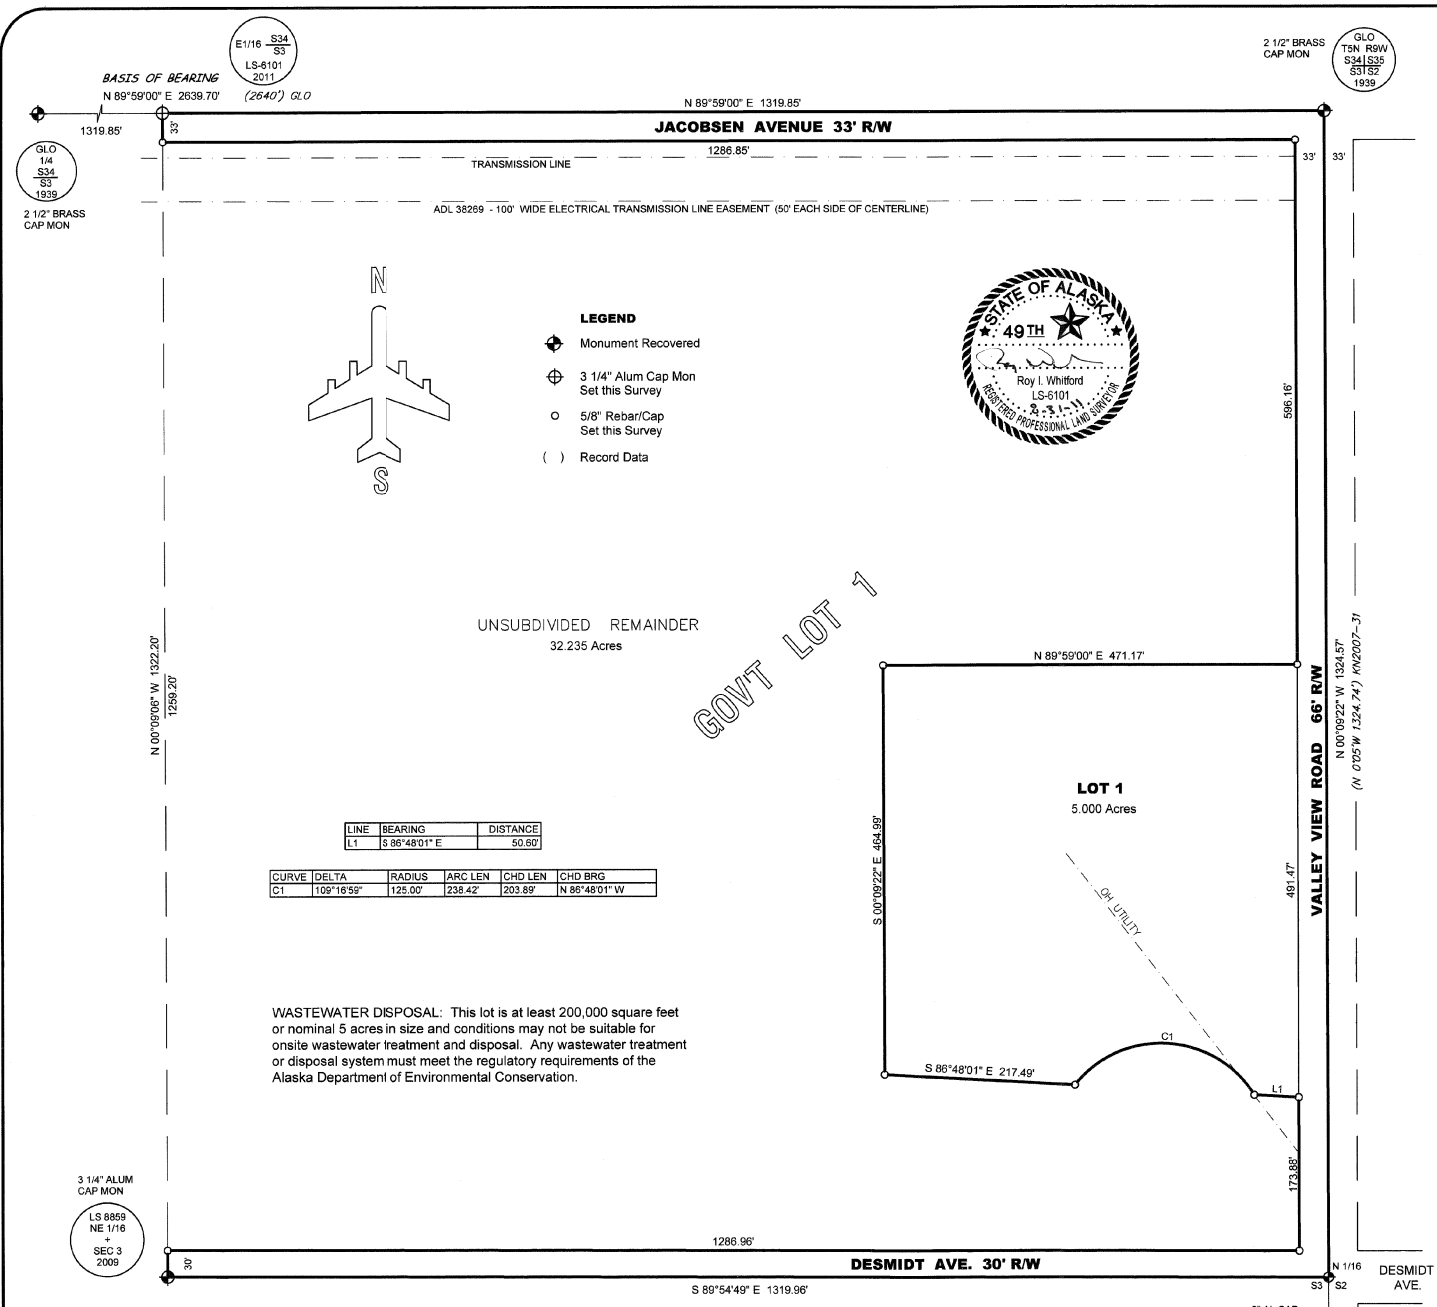 E1/16 S34
S3
LS-6101
2011
2 1/2" BRASS
CAP MON
GLO
T5N R9W
S34|S35
S3|S2
1939
BASIS OF BEARING
N 89°59'00" E 2639.70' (2640') GLO
1319.85'
33'
N 89°59'00" E 1319.85'
JACOBSEN AVENUE 33' R/W
1286.85'
33' 33'
GLO
1/4
S34
S3
1939
2 1/2" BRASS
CAP MON
TRANSMISSION LINE
ADL 38269 - 100' WIDE ELECTRICAL TRANSMISSION LINE EASEMENT (50' EACH SIDE OF CENTERLINE)
N
S
LEGEND
Monument Recovered
3 1/4" Alum Cap Mon
Set this Survey
5/8" Rebar/Cap
Set this Survey
( ) Record Data
STATE OF ALASKA
49TH
Roy I. Whitford
LS-6101
8-31-11
REGISTERED PROFESSIONAL LAND SURVEYOR
596.16'
UNSUBDIVIDED REMAINDER
32.235 Acres
GOV'T LOT 1
N 00°09'06" W 1322.20'
1259.20'
N 89°59'00" E 471.17'
LOT 1
5.000 Acres
S 00°09'22" E 464.99'
491.47'
VALLEY VIEW ROAD 66' R/W
N 00°09'22" W 1324.57'
(N 0°05'W 1324.74') KN2007-31
OH UTILITY
LINE BEARING DISTANCE
L1 S 86°48'01" E 50.60'
CURVE DELTA RADIUS ARC LEN CHD LEN CHD BRG
C1 109°16'59" 125.00' 238.42' 203.89' N 86°48'01" W
WASTEWATER DISPOSAL: This lot is at least 200,000 square feet
or nominal 5 acres in size and conditions may not be suitable for
onsite wastewater treatment and disposal. Any wastewater treatment
or disposal system must meet the regulatory requirements of the
Alaska Department of Environmental Conservation.
C1
S 86°48'01" E 217.49'
L1
173.88'
3 1/4" ALUM
CAP MON
LS 8859
NE 1/16
+
SEC 3
2009
30'
1286.96'
DESMIDT AVE. 30' R/W
S 89°54'49" E 1319.96'
N 1/16
S3 S2
DESMIDT
AVE.